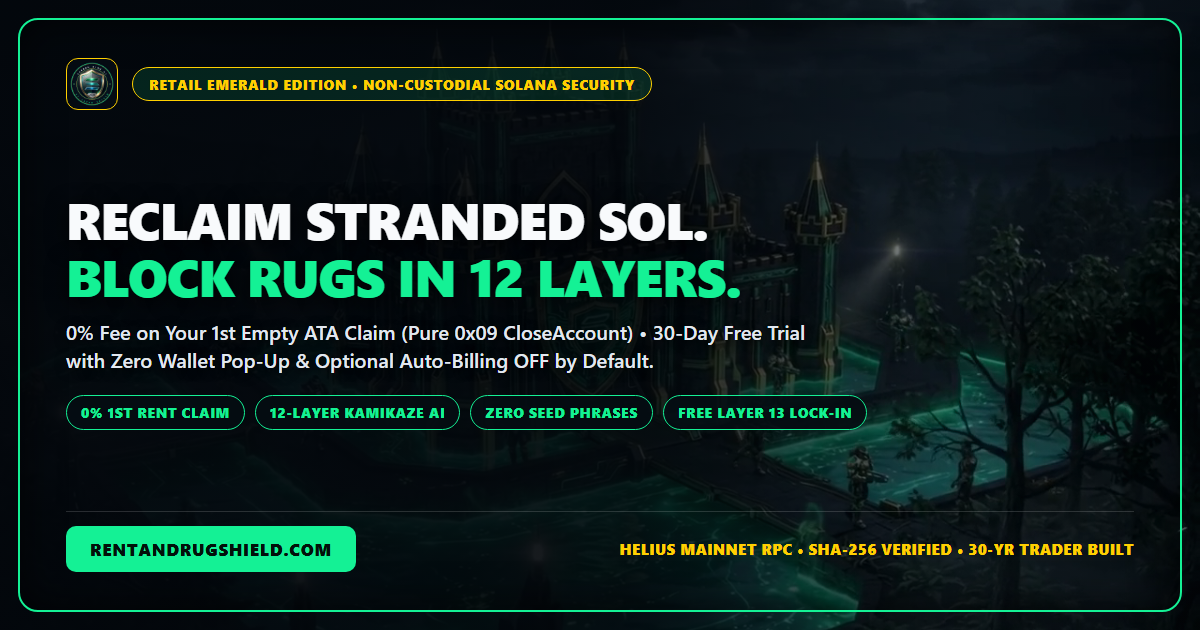 RETAIL EMERALD EDITION • NON-CUSTODIAL SOLANA SECURITY
RECLAIM STRANDED SOL.
BLOCK RUGS IN 12 LAYERS.
0% Fee on Your 1st Empty ATA Claim (Pure 0x09 CloseAccount) • 30-Day Free Trial
with Zero Wallet Pop-Up & Optional Auto-Billing OFF by Default.
0% 1ST RENT CLAIM
12-LAYER KAMIKAZE AI
ZERO SEED PHRASES
FREE LAYER 13 LOCK-IN
RENTANDRUGSHIELD.COM
HELIUS MAINNET RPC • SHA-256 VERIFIED • 30-YR TRADER BUILT